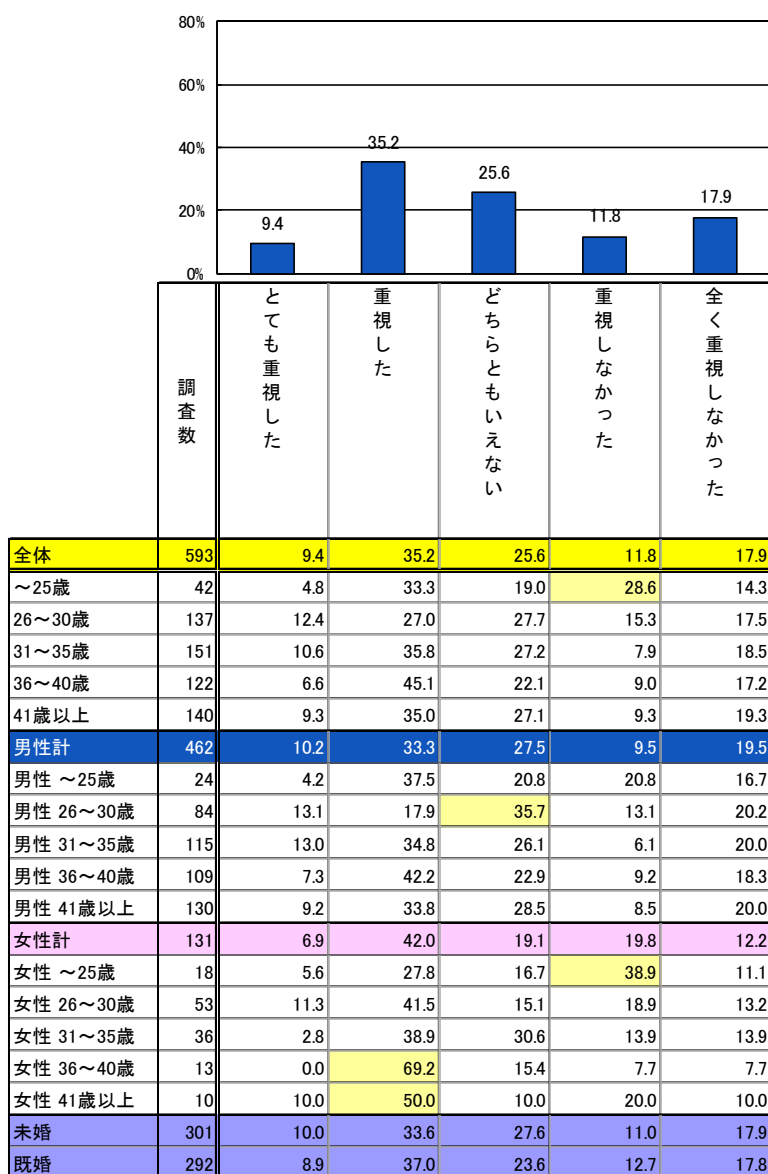 80%
60%
40%
20%
0%
9.4
35.2
25.6
11.8
17.9
調査数
とても重視した
重視した
どちらともいえない
重視しなかった
全く重視しなかった
全体 593 9.4 35.2 25.6 11.8 17.9
～25歳 42 4.8 33.3 19.0 28.6 14.3
26～30歳 137 12.4 27.0 27.7 15.3 17.5
31～35歳 151 10.6 35.8 27.2 7.9 18.5
36～40歳 122 6.6 45.1 22.1 9.0 17.2
41歳以上 140 9.3 35.0 27.1 9.3 19.3
男性計 462 10.2 33.3 27.5 9.5 19.5
男性 ～25歳 24 4.2 37.5 20.8 20.8 16.7
男性 26～30歳 84 13.1 17.9 35.7 13.1 20.2
男性 31～35歳 115 13.0 34.8 26.1 6.1 20.0
男性 36～40歳 109 7.3 42.2 22.9 9.2 18.3
男性 41歳以上 130 9.2 33.8 28.5 8.5 20.0
女性計 131 6.9 42.0 19.1 19.8 12.2
女性 ～25歳 18 5.6 27.8 16.7 38.9 11.1
女性 26～30歳 53 11.3 41.5 15.1 18.9 13.2
女性 31～35歳 36 2.8 38.9 30.6 13.9 13.9
女性 36～40歳 13 0.0 69.2 15.4 7.7 7.7
女性 41歳以上 10 10.0 50.0 10.0 20.0 10.0
未婚 301 10.0 33.6 27.6 11.0 17.9
既婚 292 8.9 37.0 23.6 12.7 17.8